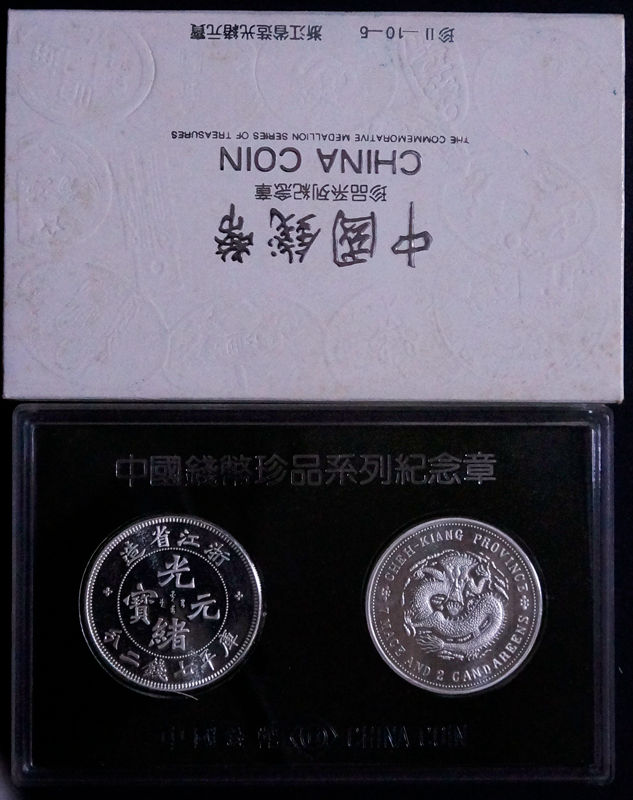 中國錢幣
珍品系列紀念章
CHINA COIN
THE COMMEMORATIVE MEDALLION SERIES OF TREASURES
珍II—10—5 浙江省造光緒元寶
中國錢幣珍品系列紀念章
浙江省造
光緒元寶
庫平七錢二分
CHEH-KIANG PROVINCE
7 MACE AND 2 CANDAREENS
中國錢幣 CHINA COIN